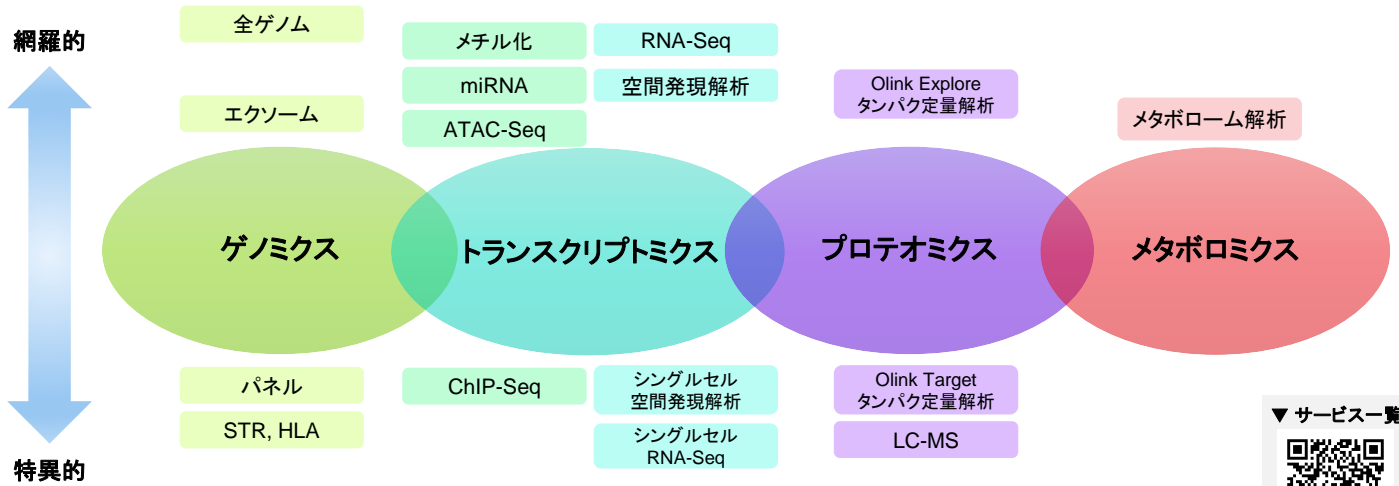 網羅的
全ゲノム
エクソーム
メチル化
miRNA
ATAC-Seq
RNA-Seq
空間発現解析
Olink Explore
タンパク定量解析
メタボローム解析
ゲノミクス
トランスクリプトミクス
プロテオミクス
メタボロミクス
パネル
STR, HLA
ChIP-Seq
シングルセル
空間発現解析
シングルセル
RNA-Seq
Olink Target
タンパク定量解析
LC-MS
特異的
▼ サービス一覧